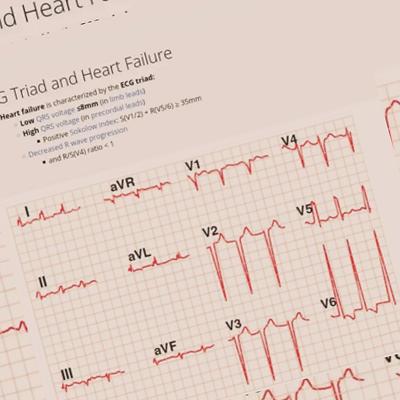 d Heart F
G Triad and Heart Failure
Heart failure is characterized by the ECG triad:
Low QRS voltage ≤8mm (in limb leads)
High QRS voltage (in precordial leads)
Positive Sokolow Index: S(V1/2) + R(V5/6) ≥ 35mm
Decreased R wave progression
and R/S(V4) ratio < 1
I
aVR
V1
V4
II
aVL
V2
V5
III
aVF
V3
V6